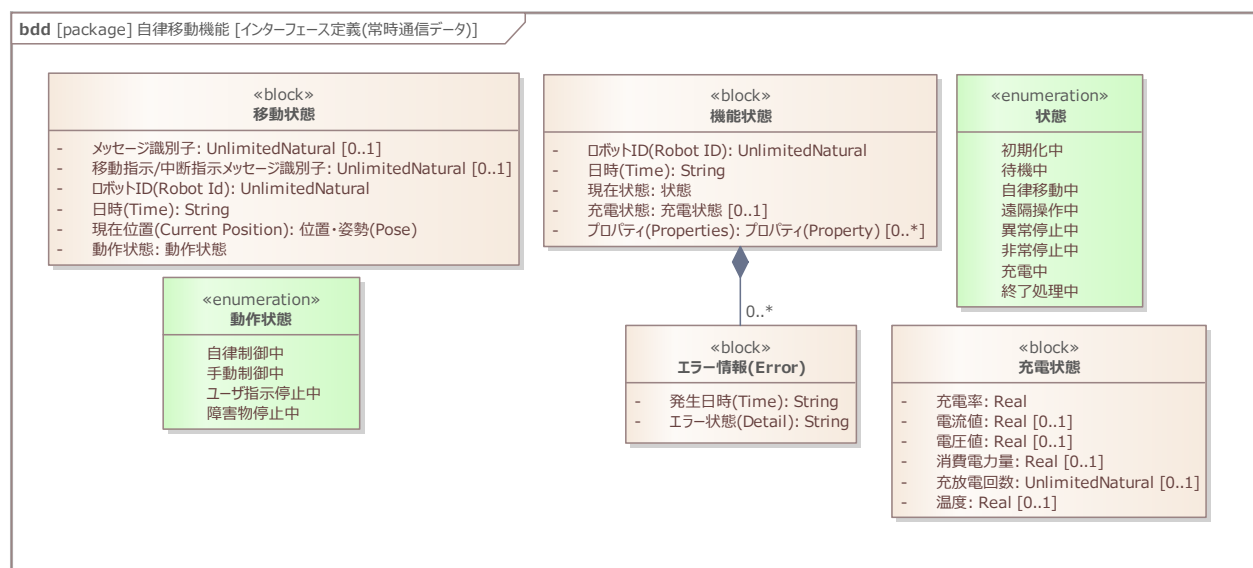 bdd [package] 自律移動機能 [インターフェース定義(常時通信データ)]
«block»
移動状態
- メッセージ識別子: UnlimitedNatural [0..1]
- 移動指示/中断指示メッセージ識別子: UnlimitedNatural [0..1]
- ロボットID(Robot Id): UnlimitedNatural
- 日時(Time): String
- 現在位置(Current Position): 位置・姿勢(Pose)
- 動作状態: 動作状態
«block»
機能状態
- ロボットID(Robot ID): UnlimitedNatural
- 日時(Time): String
- 現在状態: 状態
- 充電状態: 充電状態 [0..1]
- プロパティ(Properties): プロパティ(Property) [0..*]
«enumeration»
状態
初期化中
待機中
自律移動中
遠隔操作中
異常停止中
非常停止中
充電中
終了処理中
«enumeration»
動作状態
自律制御中
手動制御中
ユーザ指示停止中
障害物停止中
0..*
«block»
エラー情報(Error)
- 発生日時(Time): String
- エラー状態(Detail): String
«block»
充電状態
- 充電率: Real
- 電流値: Real [0..1]
- 電圧値: Real [0..1]
- 消費電力量: Real [0..1]
- 充放電回数: UnlimitedNatural [0..1]
- 温度: Real [0..1]